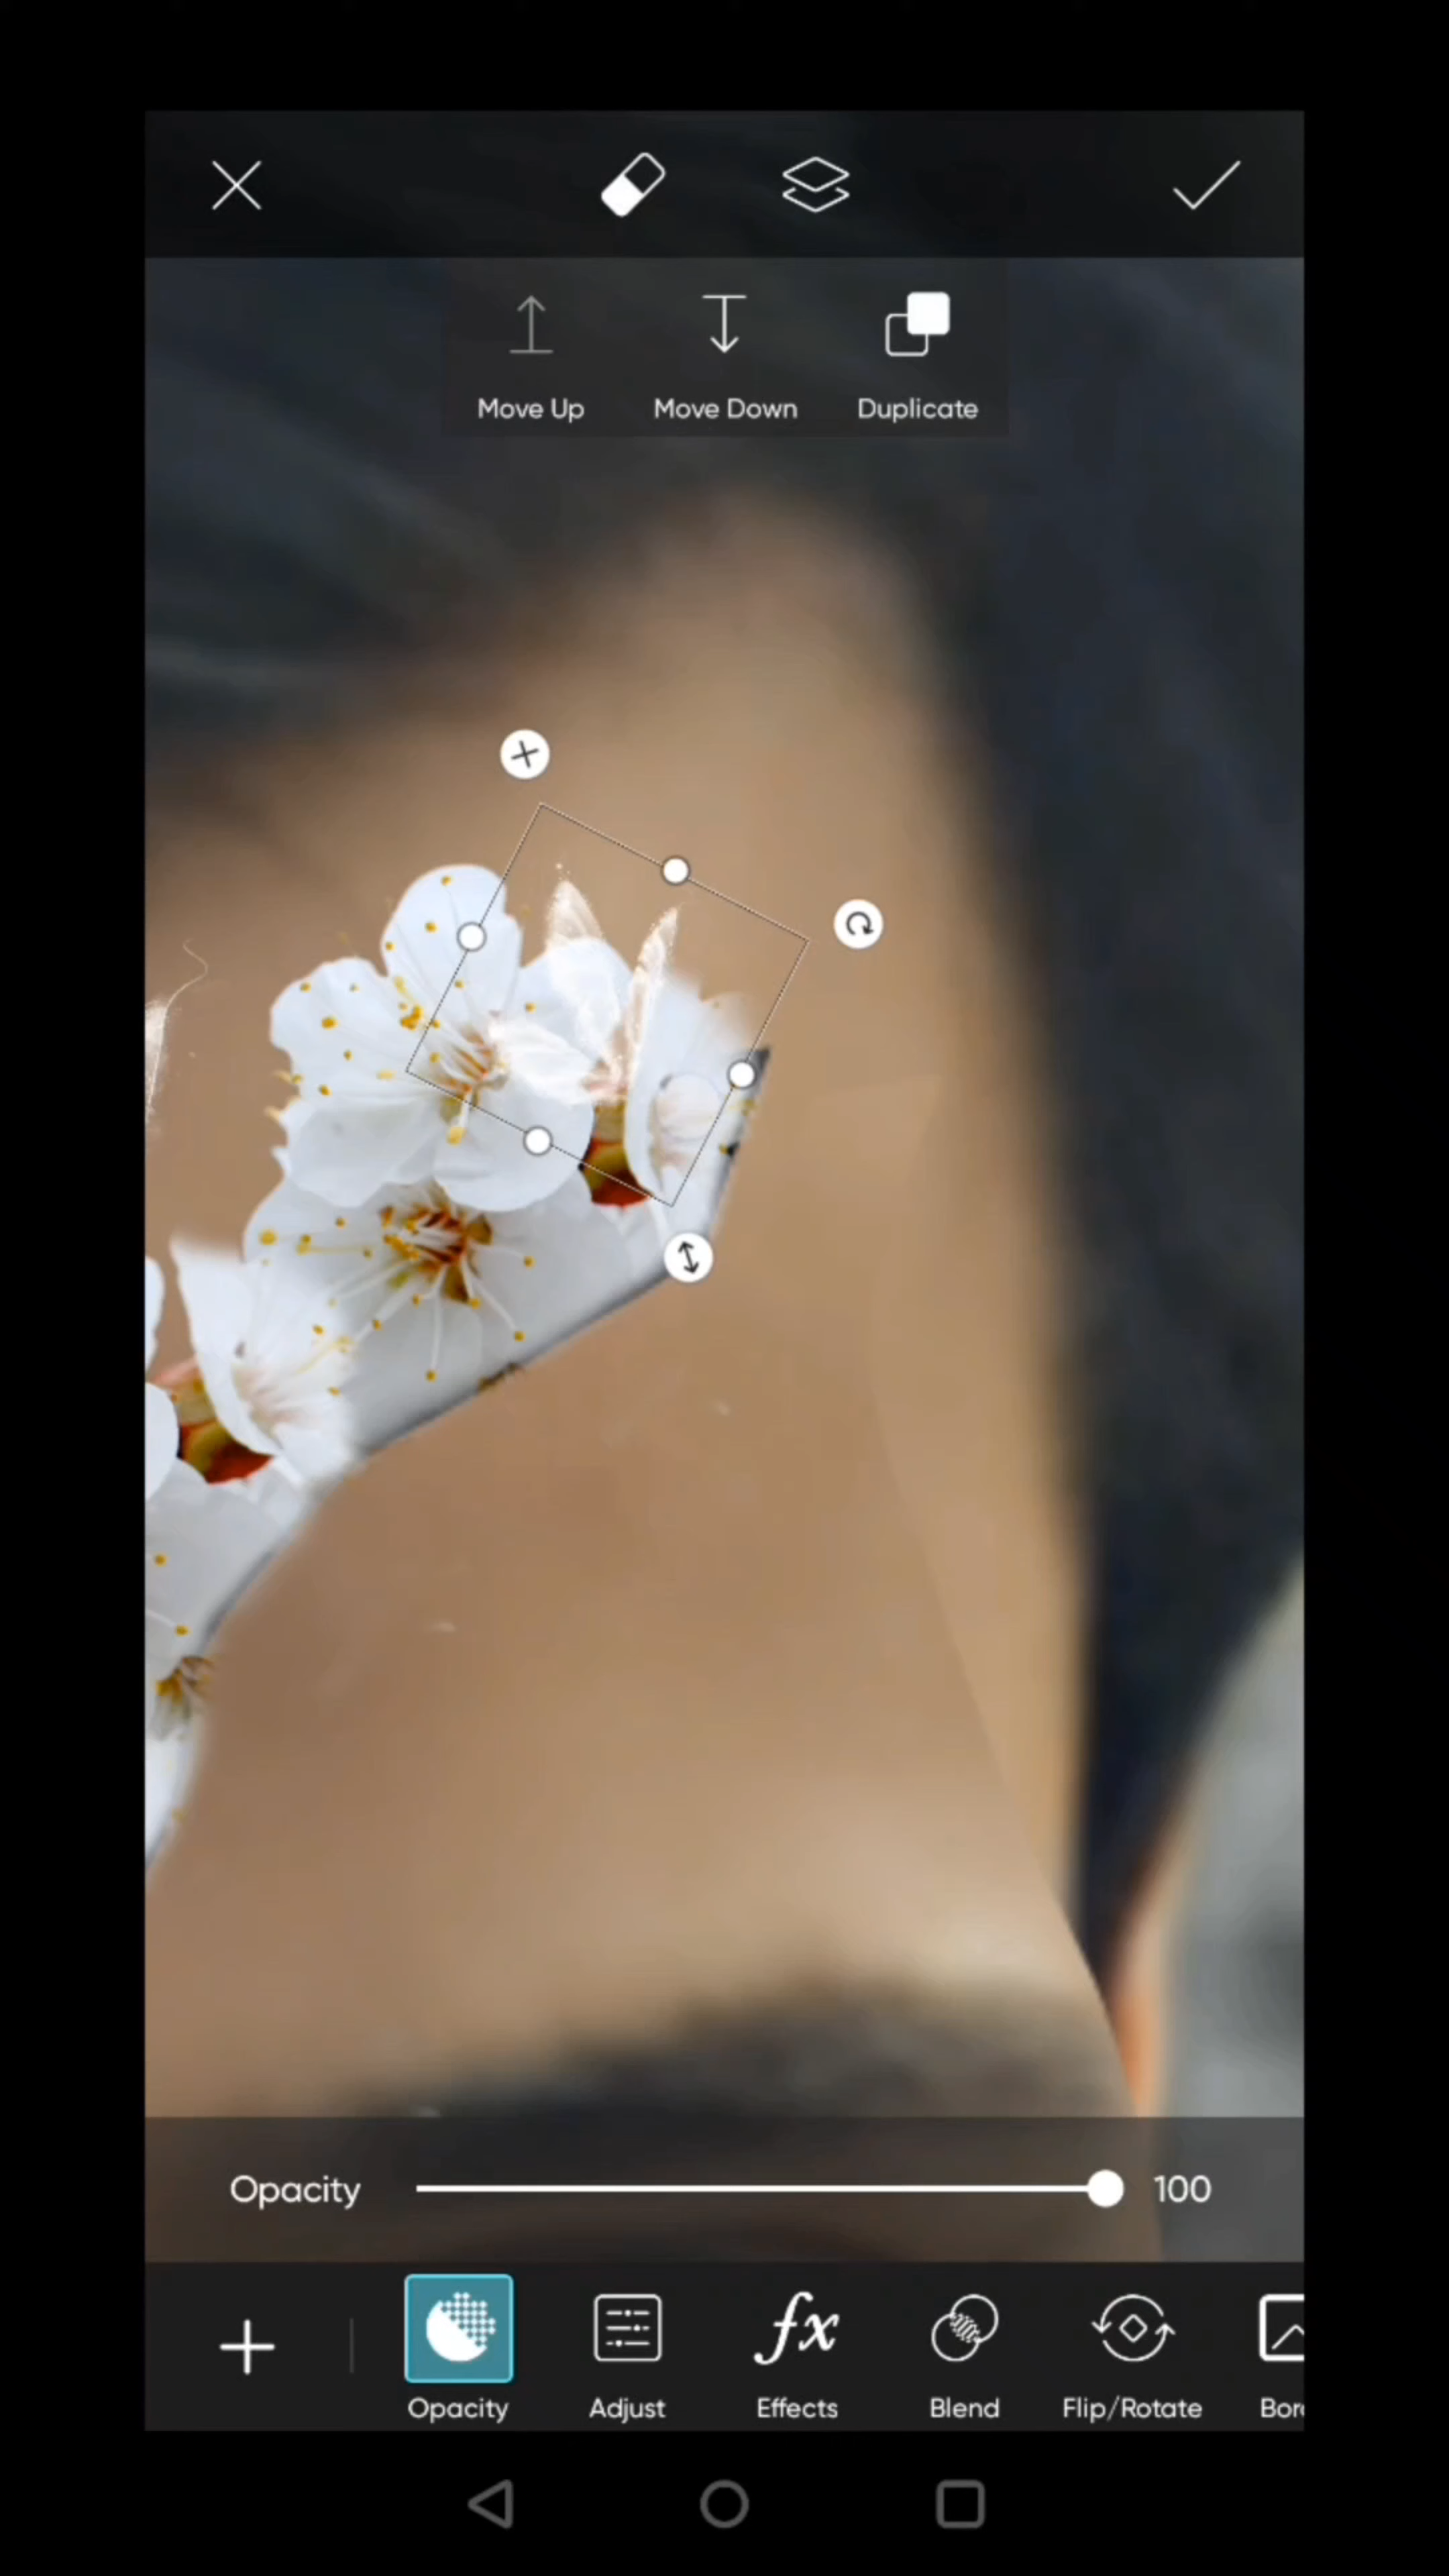 Move Up Move Down Duplicate
Opacity 100
Opacity Adjust fx Effects Blend Flip/Rotate